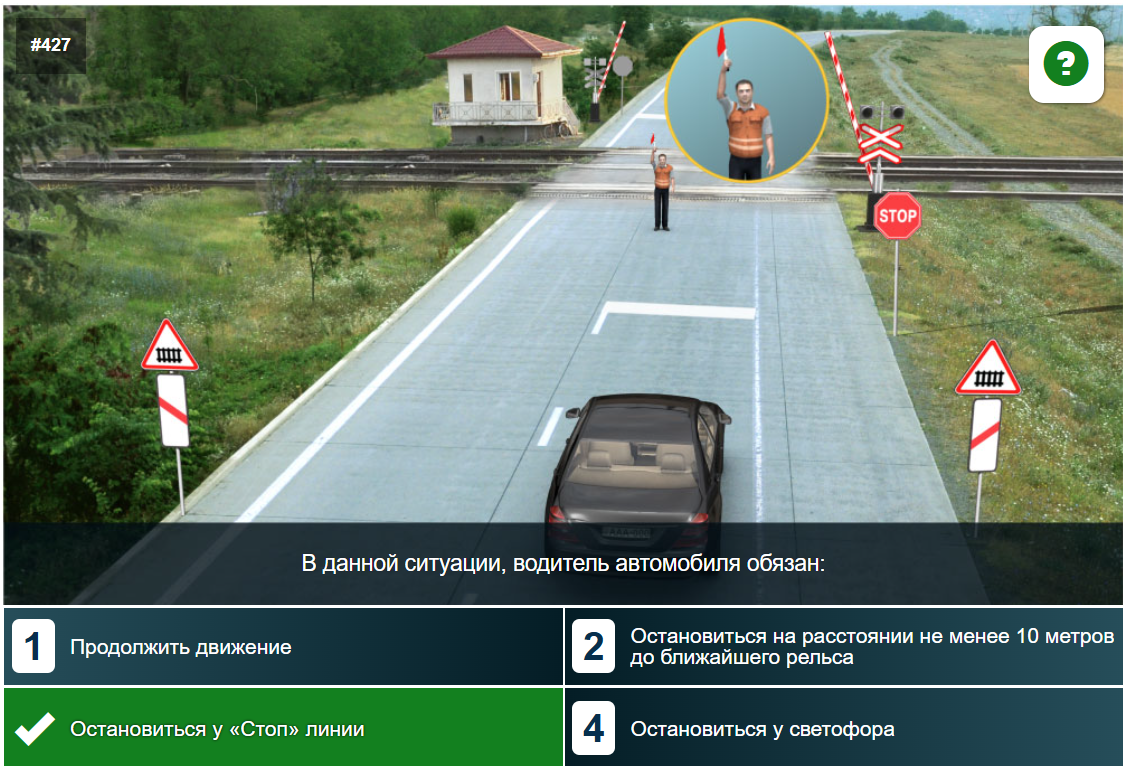 #427
?
STOP
В данной ситуации, водитель автомобиля обязан:
1 Продолжить движение
2 Остановиться на расстоянии не менее 10 метров
до ближайшего рельса
Остановиться у «Стоп» линии
4 Остановиться у светофора